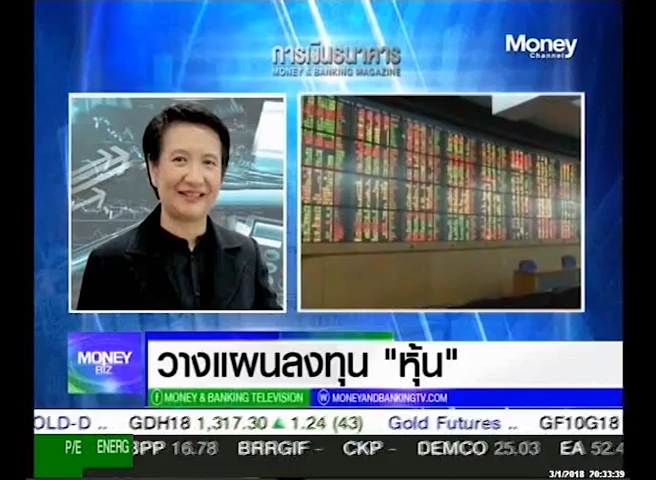 การเงินธนาคาร
MONEY & BANKING MAGAZINE
Money
Channel
MONEY
BIZ
วางแผนลงทุน "หุ้น"
f MONEY & BANKING TELEVISION
W MONEYANDBANKINGTV.COM
OLD-D .. GDH18 1,317.30 ▲ 1.24 (43) Gold Futures .. GF10G18
P/E ENERG BPP 16.78 BRRGIF - CKP - DEMCO 25.03 EA 52.4
3/1/2018 20:33:39